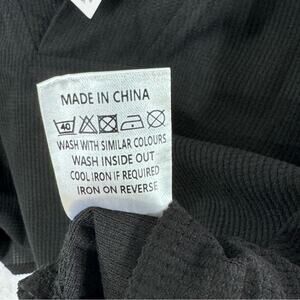 MADE IN CHINA
40
WASH WITH SIMILAR COLOURS
WASH INSIDE OUT
COOL IRON IF REQUIRED
IRON ON REVERSE